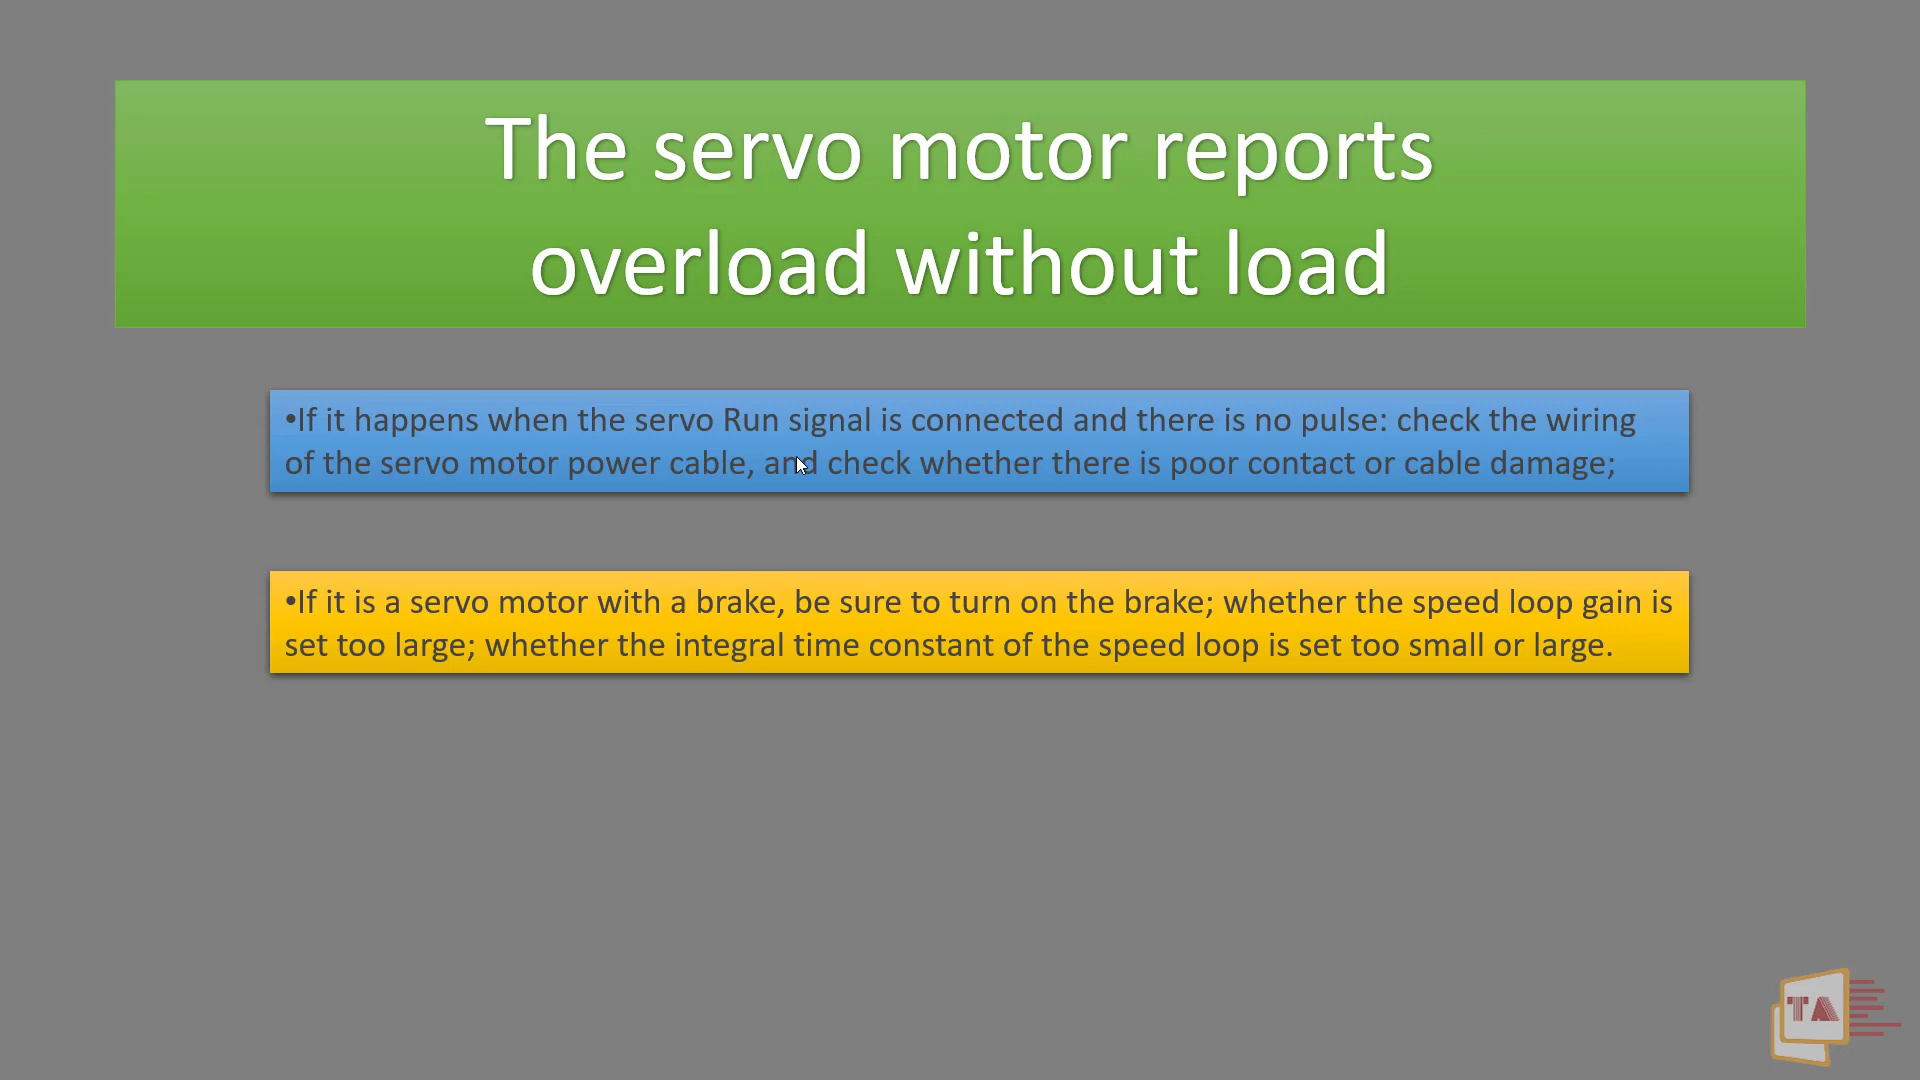 The servo motor reports
overload without load
•If it happens when the servo Run signal is connected and there is no pulse: check the wiring
of the servo motor power cable, and check whether there is poor contact or cable damage;
•If it is a servo motor with a brake, be sure to turn on the brake; whether the speed loop gain is
set too large; whether the integral time constant of the speed loop is set too small or large.
TA